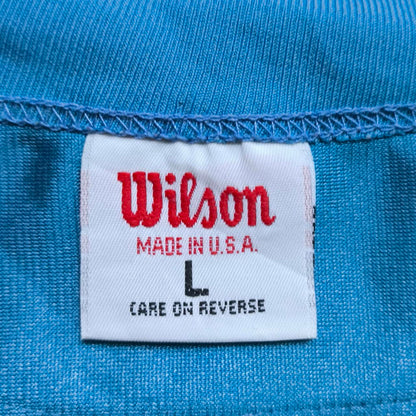 Wilson
MADE IN U.S.A.
L
CARE ON REVERSE